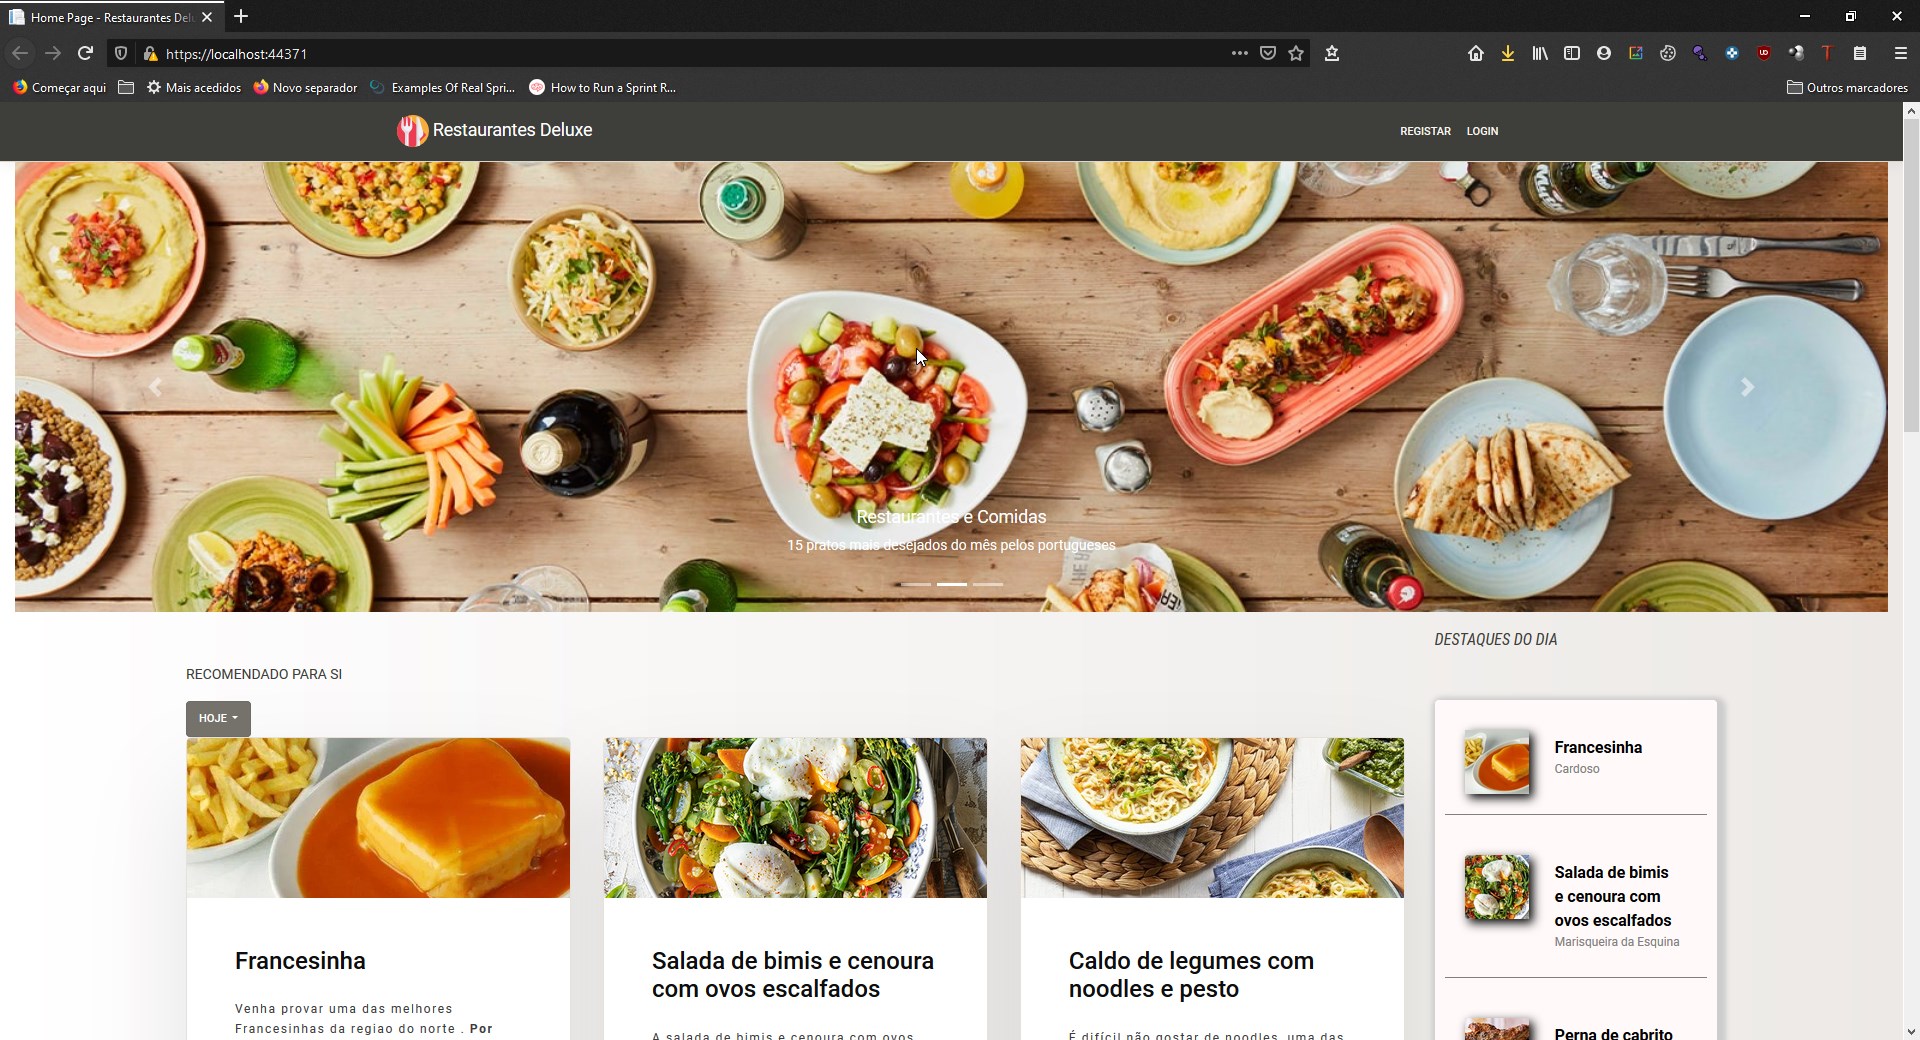 Home Page - Restaurantes Del
https://localhost:44371
Começar aqui
Mais acedidos
Novo separador
Examples Of Real Spri...
How to Run a Sprint R...
Outros marcadores
Restaurantes Deluxe
REGISTAR
LOGIN
Restaurantes e Comidas
15 pratos mais desejados do mês pelos portugueses
DESTAQUES DO DIA
RECOMENDADO PARA SI
HOJE
Francesinha
Venha provar uma das melhores
Francesinhas da regiao do norte . Por
Salada de bimis e cenoura
com ovos escalfados
A salada de bimis e cenoura com ovos
Caldo de legumes com
noodles e pesto
É difícil não gostar de noodles, uma das
Francesinha
Cardoso
Salada de bimis
e cenoura com
ovos escalfados
Marisqueira da Esquina
Perna de cabrito